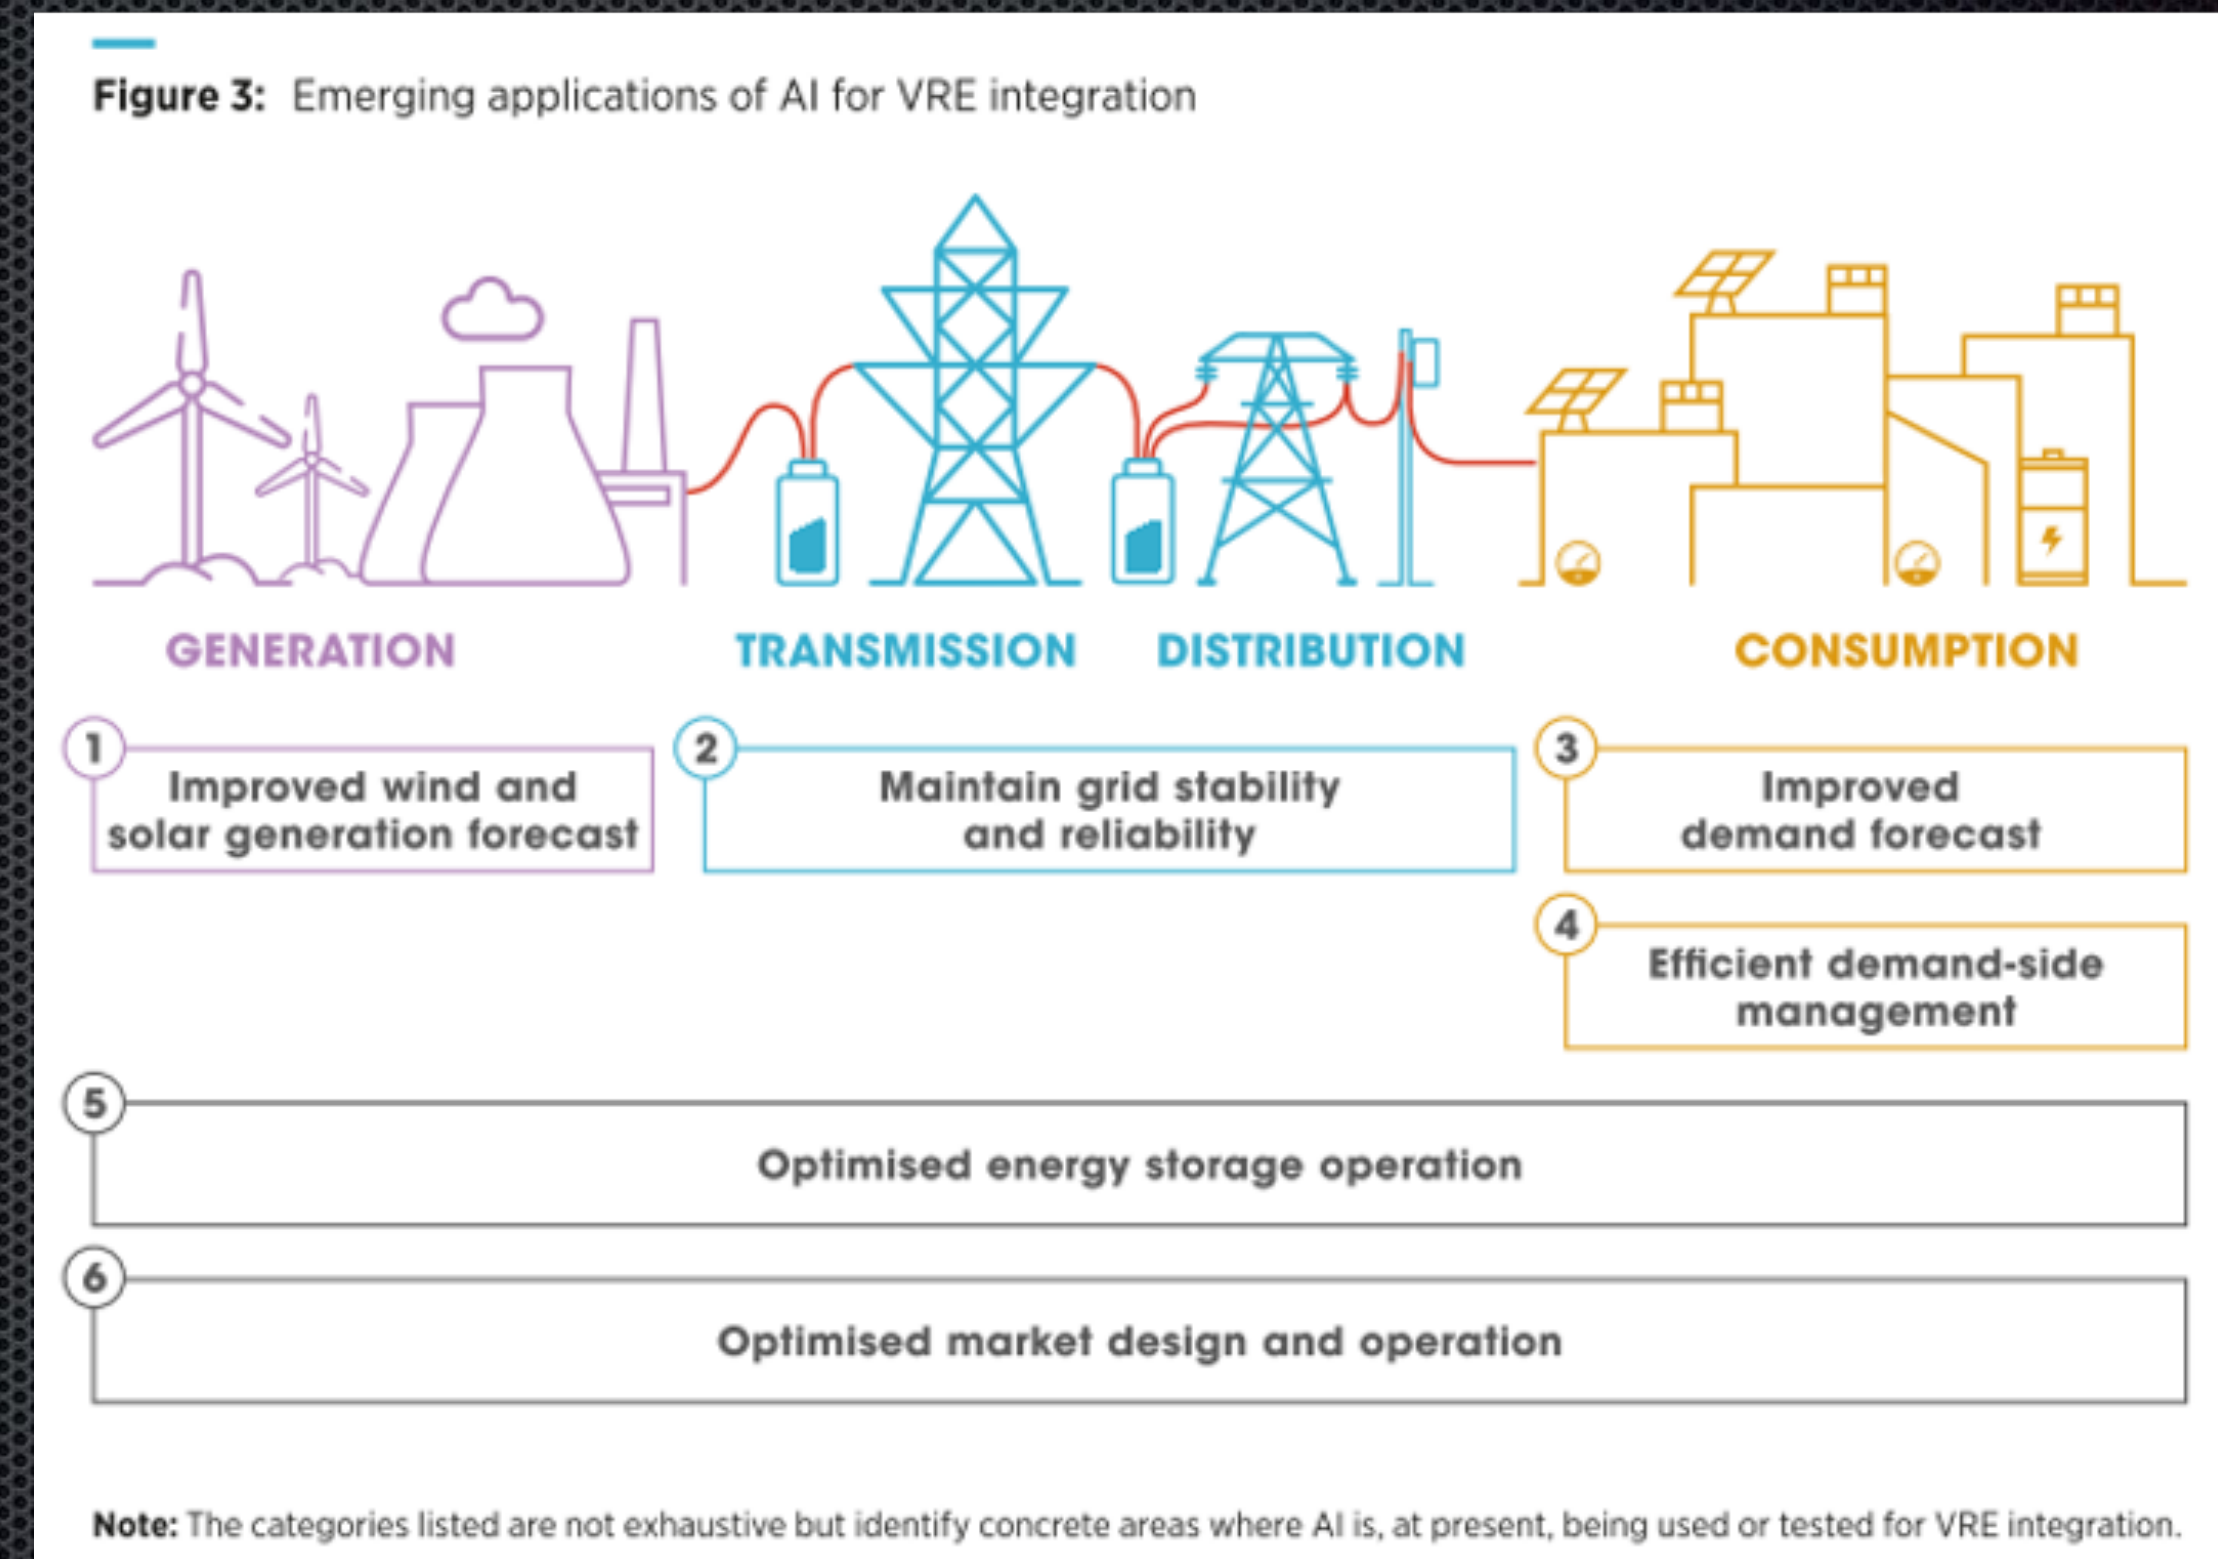 Figure 3: Emerging applications of AI for VRE integration
GENERATION
TRANSMISSION
DISTRIBUTION
CONSUMPTION
1
Improved wind and
solar generation forecast
2
Maintain grid stability
and reliability
3
Improved
demand forecast
4
Efficient demand-side
management
5
Optimised energy storage operation
6
Optimised market design and operation
Note: The categories listed are not exhaustive but identify concrete areas where AI is, at present, being used or tested for VRE integration.